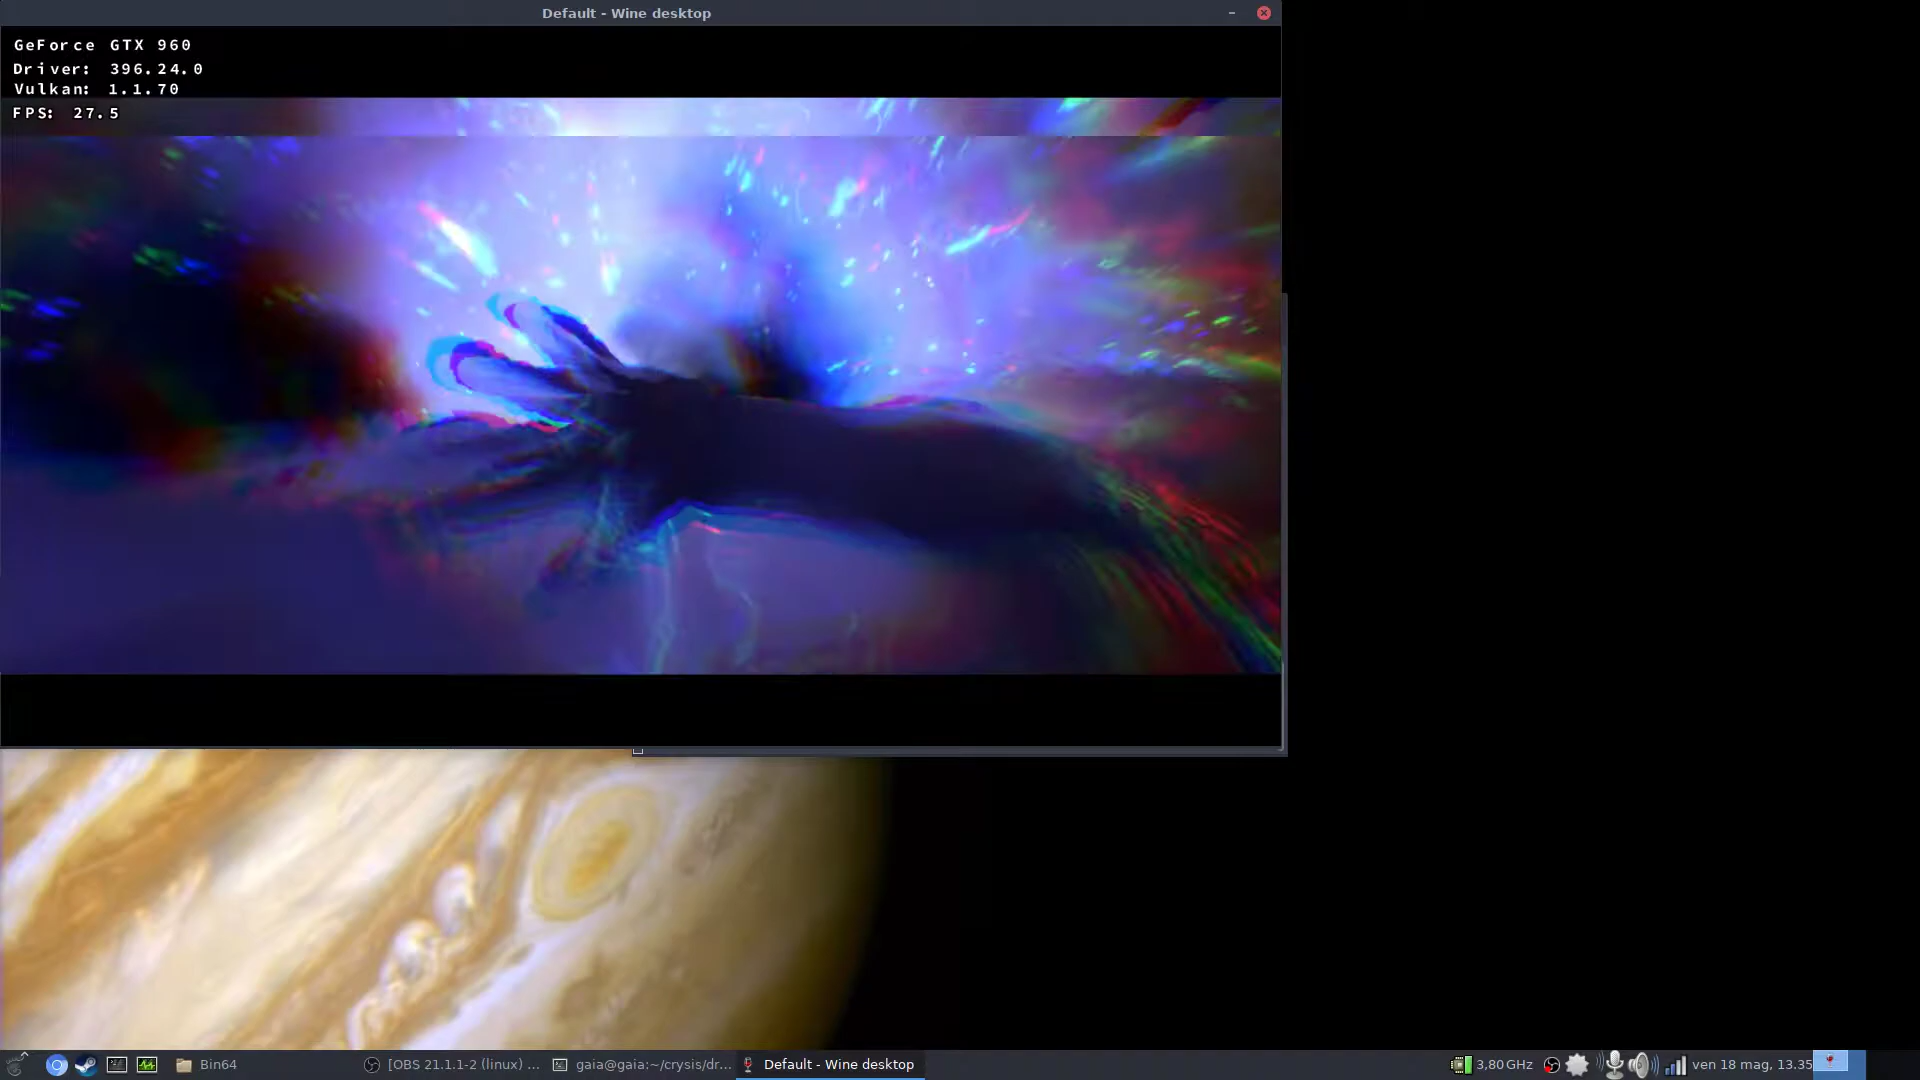 Default - Wine desktop
GeForce GTX 960
Driver: 396.24.0
Vulkan: 1.1.70
FPS: 27.5
Bin64
[OBS 21.1.1-2 (linux) ...
gaia@gaia:~/crysis/dr...
Default - Wine desktop
3,80 GHz
ven 18 mag, 13.35